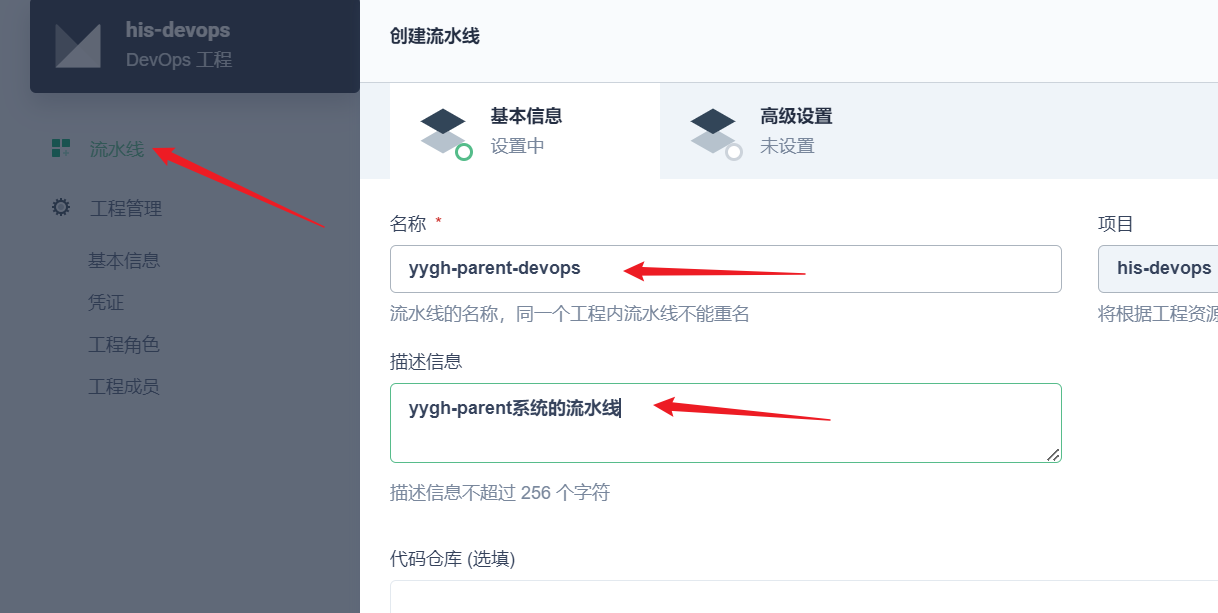 his-devops
DevOps 工程
流水线
工程管理
基本信息
凭证
工程角色
工程成员
创建流水线
基本信息
设置中
高级设置
未设置
名称 *
yygh-parent-devops
流水线的名称，同一个工程内流水线不能重名
项目
his-devops
将根据工程资源
描述信息
yygh-parent系统的流水线
描述信息不超过 256 个字符
代码仓库 (选填)